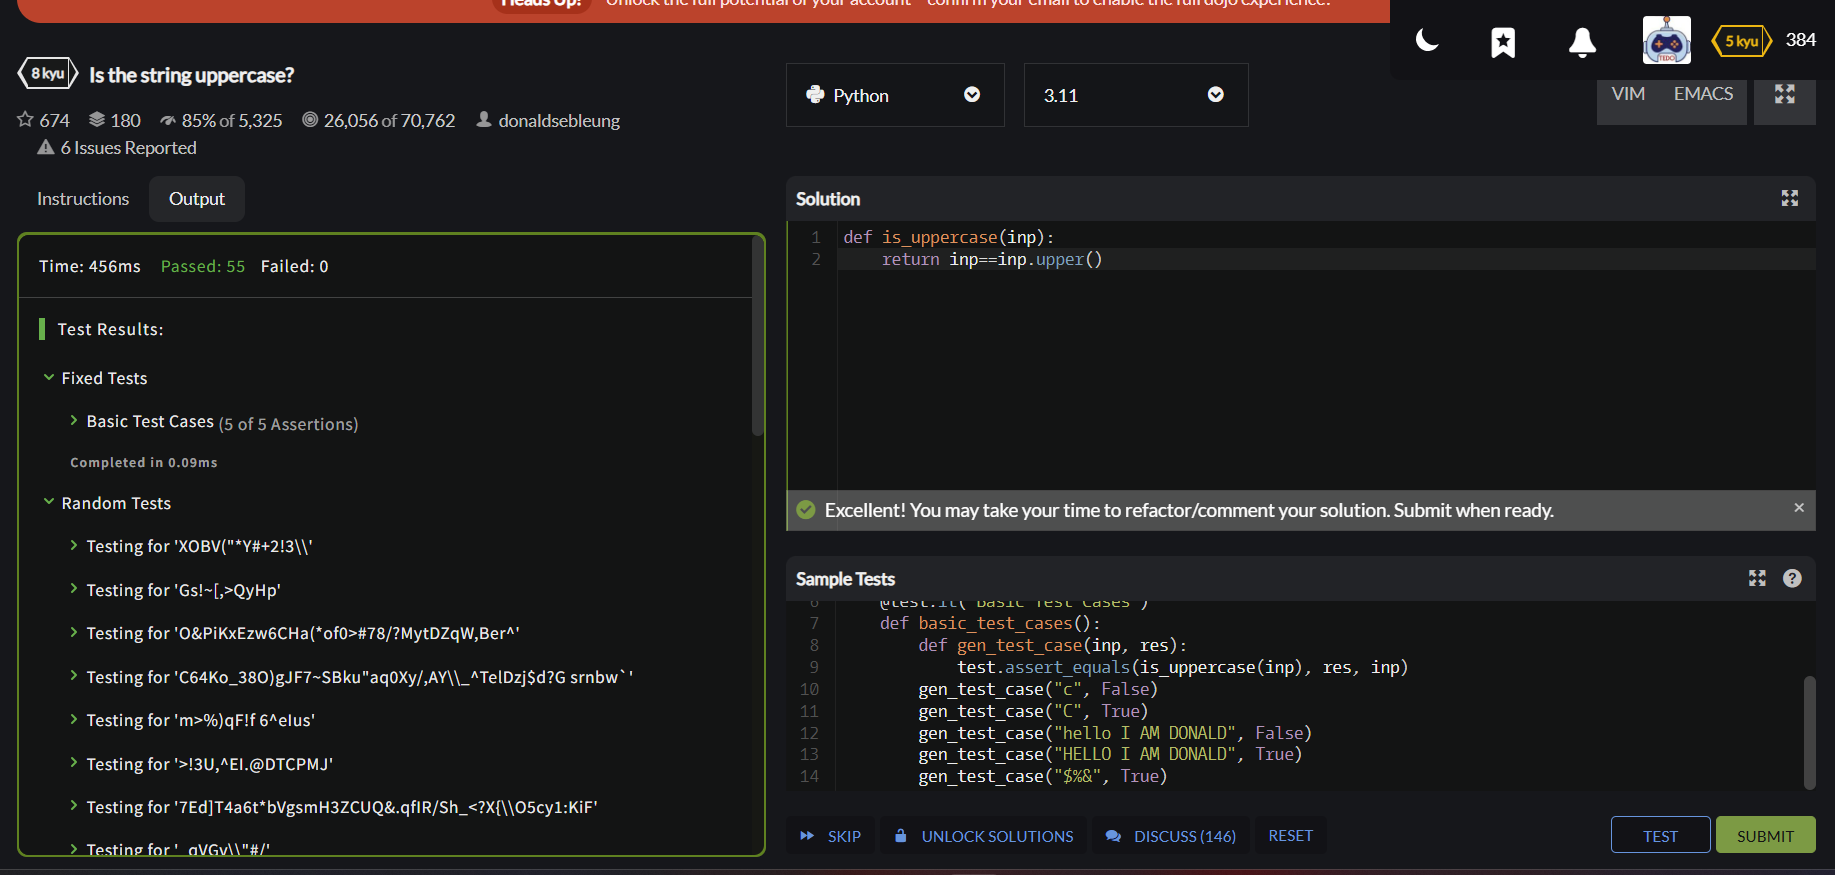 Heads Up! Unlock the full potential of your account - confirm your email to enable the full dojo experience!
5 kyu 384
8 kyu Is the string uppercase?
674 180 85% of 5,325 26,056 of 70,762 donaldsebleung
6 Issues Reported
Python 3.11 VIM EMACS
Instructions Output
Time: 456ms Passed: 55 Failed: 0
Test Results:
Fixed Tests
Basic Test Cases (5 of 5 Assertions)
Completed in 0.09ms
Random Tests
Testing for 'XOBV("*Y#+2!3\\'
Testing for 'Gs!~[,>QyHp'
Testing for 'O&PiKxEzw6CHa(*of0>#78/?MytDZqW,Ber^'
Testing for 'C64Ko_38O)gJF7~SBku"aq0Xy/,AY\\_^TelDzj$d?G srnbw`'
Testing for 'm>%)qF!f 6^eIus'
Testing for '>!3U,^EI.@DTCPMJ'
Testing for '7Ed]T4a6t*bVgsmH3ZCUQ&.qfIR/Sh_<?X{\\O5cy1:KiF'
Testing for '_qVGv\\"#/'
Solution
1 def is_uppercase(inp):
2 return inp==inp.upper()
Excellent! You may take your time to refactor/comment your solution. Submit when ready.
Sample Tests
6 @test.it("Basic Test Cases")
7 def basic_test_cases():
8 def gen_test_case(inp, res):
9 test.assert_equals(is_uppercase(inp), res, inp)
10 gen_test_case("c", False)
11 gen_test_case("C", True)
12 gen_test_case("hello I AM DONALD", False)
13 gen_test_case("HELLO I AM DONALD", True)
14 gen_test_case("$%&", True)
SKIP UNLOCK SOLUTIONS DISCUSS (146) RESET TEST SUBMIT